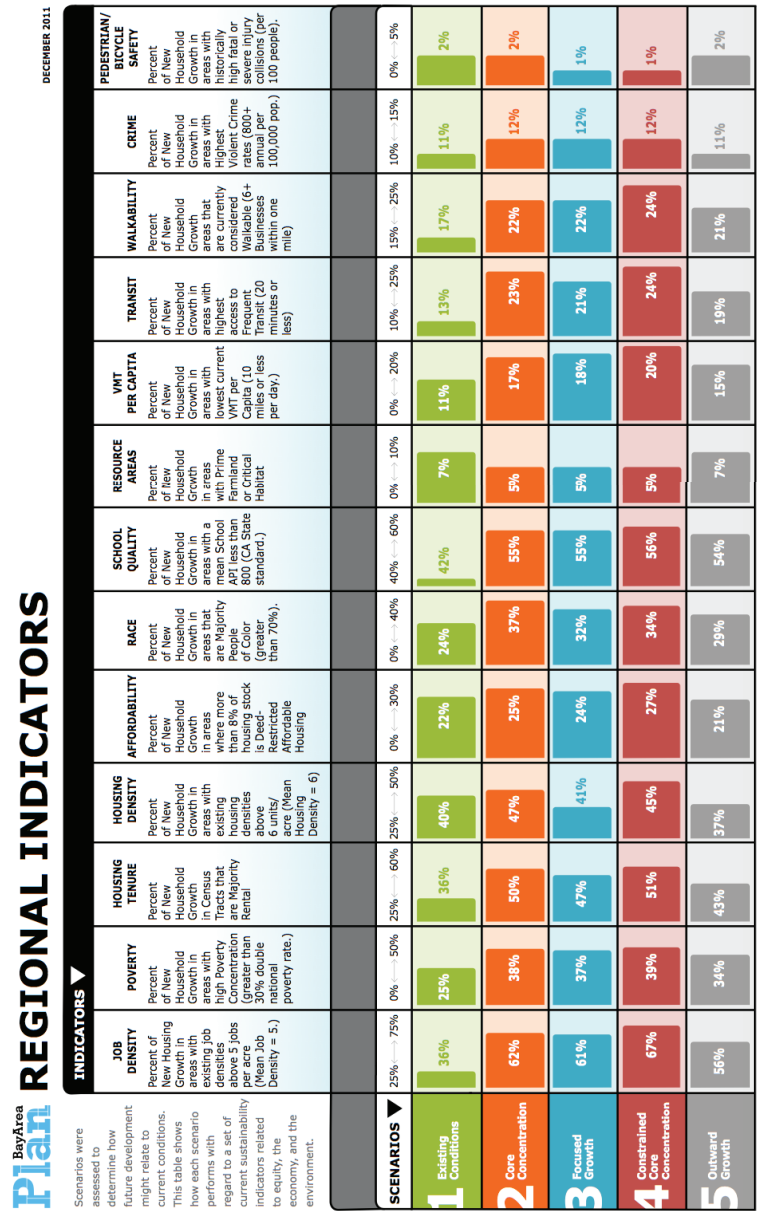 BayArea
Plan
REGIONAL INDICATORS
DECEMBER 2011
Scenarios were
assessed to
determine how
future development
might relate to
current conditions.
This table shows
how each scenario
performs with
regard to a set of
current sustainability
indicators related
to equity, the
economy, and the
environment.
INDICATORS ▼
JOB
DENSITY
Percent of
New Housing
Growth in
areas with
existing job
densities
above 5 jobs
per acre
(Mean Job
Density = 5.)
POVERTY
Percent
of New
Household
Growth in
areas with
high Poverty
Concentration
(greater than
30% double
national
poverty rate.)
HOUSING
TENURE
Percent
of New
Household
Growth
in Census
Tracts that
are Majority
Rental
HOUSING
DENSITY
Percent
of New
Household
Growth in
areas with
existing
housing
densities
above
6 units/
acre (Mean
Housing
Density = 6)
AFFORDABILITY
Percent
of New
Household
Growth
in areas
where more
than 8% of
housing stock
is Deed-
Restricted
Affordable
Housing
RACE
Percent
of New
Household
Growth in
areas that
are Majority
People
of Color
(greater
than 70%).
SCHOOL
QUALITY
Percent
of New
Household
Growth in
areas with a
mean School
API less than
800 (CA State
standard.)
RESOURCE
AREAS
Percent
of New
Household
Growth
in areas
with Prime
Farmland
or Critical
Habitat
VMT
PER CAPITA
Percent
of New
Household
Growth in
areas with
lowest current
VMT per
Capita (10
miles or less
per day.)
TRANSIT
Percent
of New
Household
Growth in
areas with
highest
access to
Frequent
Transit (20
minutes or
less)
WALKABILITY
Percent
of New
Household
Growth
areas that
are currently
considered
Walkable (6+
Businesses
within one
mile)
CRIME
Percent
of New
Household
Growth in
areas with
Highest
Violent Crime
rates (800+
annual per
100,000 pop.)
PEDESTRIAN/
BICYCLE
SAFETY
Percent
of New
Household
Growth in
areas with
historically
high fatal or
severe injury
collisions (per
100 people).
SCENARIOS ▼
25% ⟷ 75%
0% ⟷ 50%
25% ⟷ 60%
25% ⟷ 50%
0% ⟷ 30%
0% ⟷ 40%
40% ⟷ 60%
0% ⟷ 10%
0% ⟷ 20%
10% ⟷ 25%
15% ⟷ 25%
10% ⟷ 15%
0% ⟷ 5%
1 Existing
Conditions
36%
25%
36%
40%
22%
24%
42%
7%
11%
13%
17%
11%
2%
2 Core
Concentration
62%
38%
50%
47%
25%
37%
55%
5%
17%
23%
22%
12%
2%
3 Focused
Growth
61%
37%
47%
41%
24%
32%
55%
5%
18%
21%
22%
12%
1%
4 Constrained
Core
Concentration
67%
39%
51%
45%
27%
34%
56%
5%
20%
24%
24%
12%
1%
5 Outward
Growth
56%
34%
43%
37%
21%
29%
54%
7%
15%
19%
21%
11%
2%